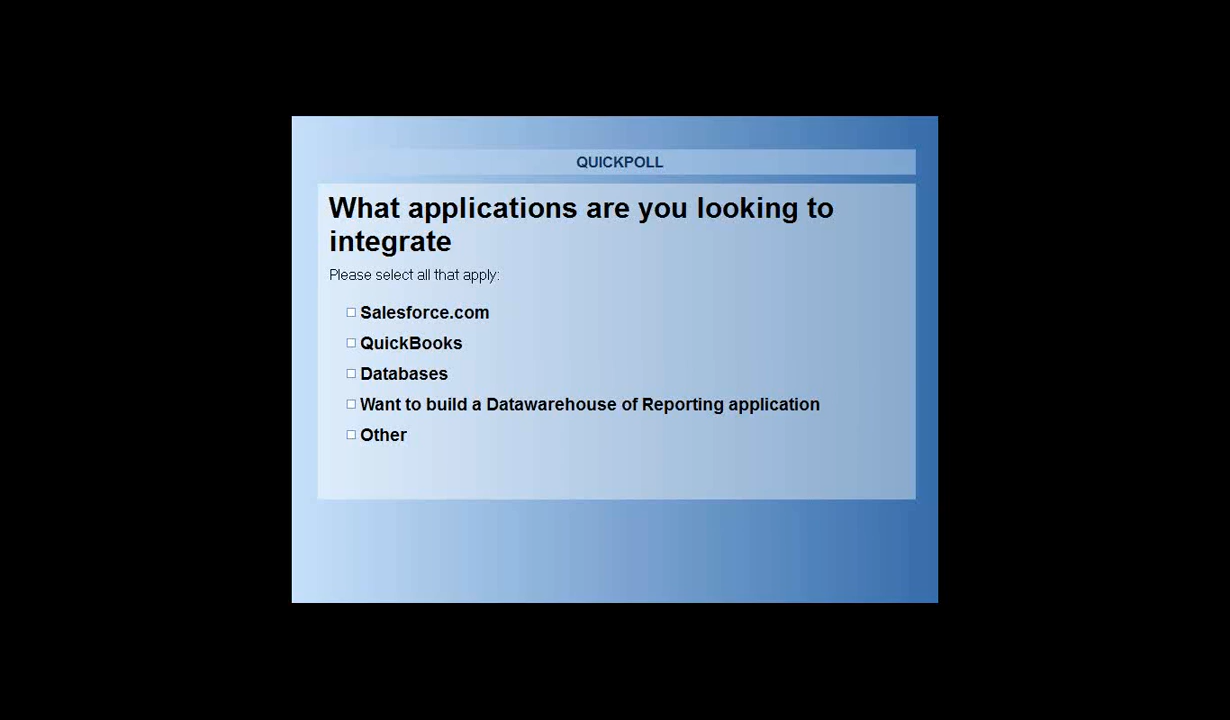 QUICKPOLL
What applications are you looking to
integrate
Please select all that apply:
Salesforce.com
QuickBooks
Databases
Want to build a Datawarehouse of Reporting application
Other